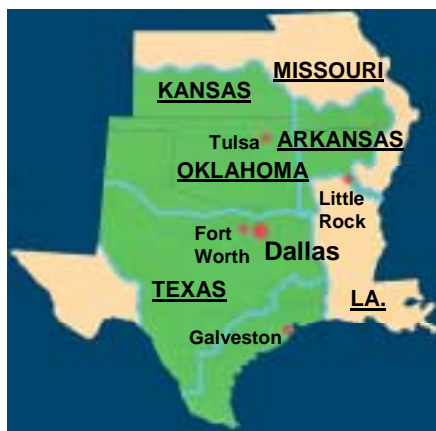 MISSOURI
KANSAS
Tulsa
ARKANSAS
OKLAHOMA
Little
Rock
Fort
Worth
Dallas
TEXAS
LA.
Galveston